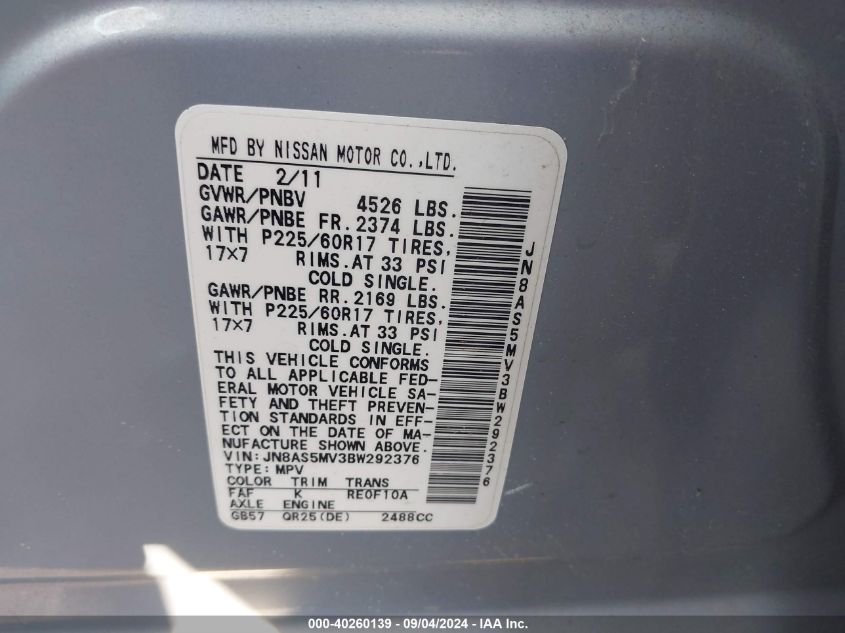 MFD BY NISSAN MOTOR CO.,LTD.
DATE 2/11
GVWR/PNBV 4526 LBS.
GAWR/PNBE FR.2374 LBS.
WITH P225/60R17 TIRES,
17×7 RIMS.AT 33 PSI
COLD SINGLE.
GAWR/PNBE RR.2169 LBS.
WITH P225/60R17 TIRES,
17×7 RIMS.AT 33 PSI
COLD SINGLE.
THIS VEHICLE CONFORMS
TO ALL APPLICABLE FED-
ERAL MOTOR VEHICLE SA-
FETY AND THEFT PREVEN-
TION STANDARDS IN EFF-
ECT ON THE DATE OF MA-
NUFACTURE SHOWN ABOVE.
VIN:JN8AS5MV3BW292376
TYPE:MPV
COLOR TRIM TRANS
FAF K RE0F10A
AXLE ENGINE
GB57 QR25(DE) 2488CC
JN8AS5MV3BW292376
000-40260139 - 09/04/2024 - IAA Inc.